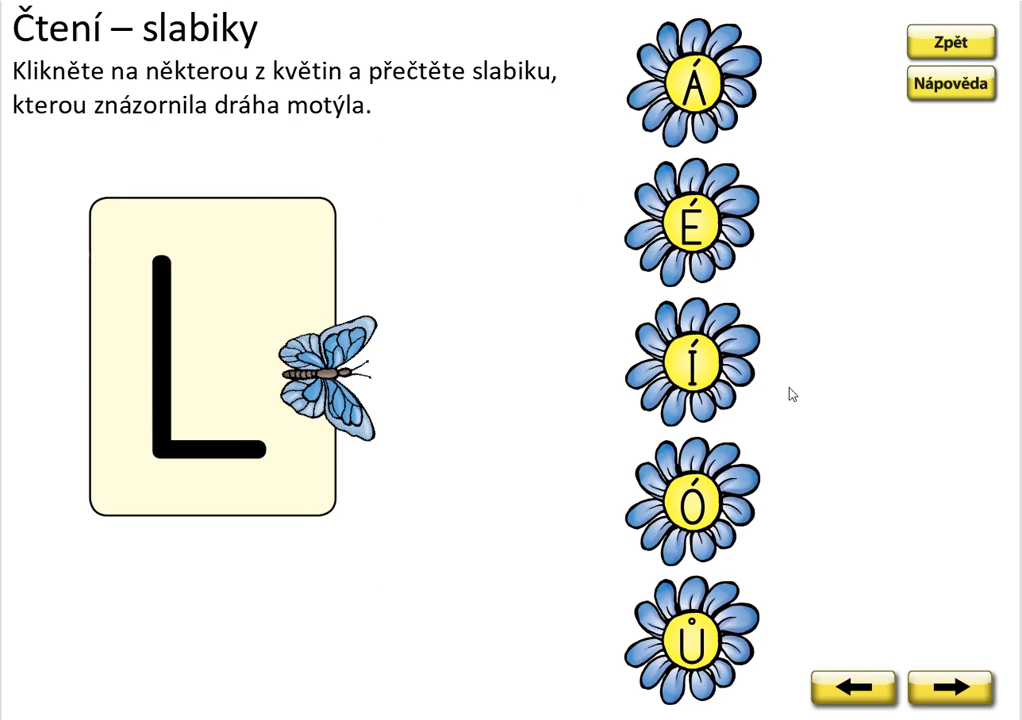 Čtení – slabiky
Klikněte na některou z květin a přečtěte slabiku,
kterou znázornila dráha motýla.
L
Á
É
Í
Ó
Ů
Zpět
Nápověda